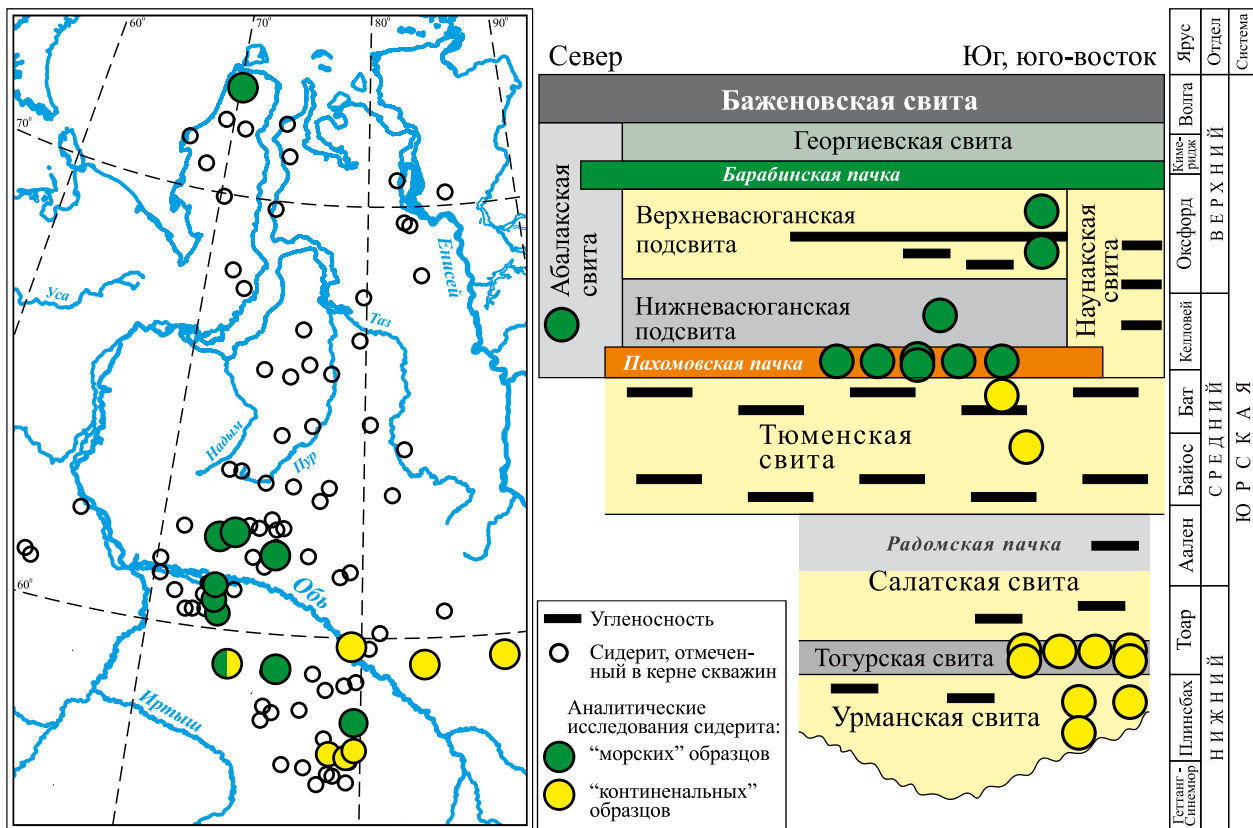 60°
70°
80°
90°
70°
Уса
Енисей
Таз
Надым
Пур
60°
Обь
Иртыш
Север
Юг, юго-восток
Баженовская свита
Георгиевская свита
Барабинская пачка
Абалакская
свита
Верхневасюганская
подсвита
Нижневасюганская
подсвита
Наунакская
свита
Пахомовская пачка
Тюменская
свита
Радомская пачка
Салатская свита
Тогурская свита
Урманская свита
Угленосность
Сидерит, отмечен-
ный в керне скважин
Аналитические
исследования сидерита:
“морских” образцов
“континенальных”
образцов
Ярус
Отдел
Система
Волга
Киме-
ридж
Оксфорд
Келловей
Бат
Байос
Аален
Тоар
Плинсбах
Геттанг-
Синемюр
ВЕРХНИЙ
СРЕДНИЙ
НИЖНИЙ
ЮРСКАЯ